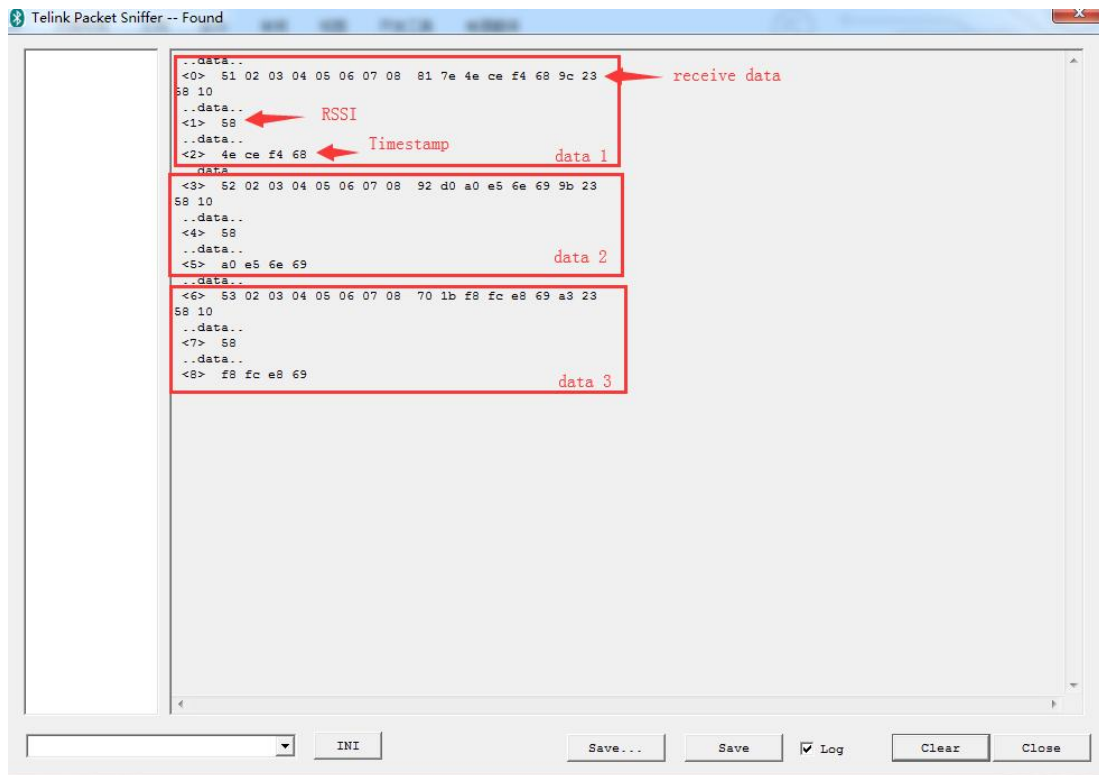 Telink Packet Sniffer -- Found
..data..
<0> 51 02 03 04 05 06 07 08 81 7e 4e ce f4 68 9c 23
receive data
58 10
..data..
<1> 58
RSSI
..data..
<2> 4e ce f4 68
Timestamp
data 1
..data..
<3> 52 02 03 04 05 06 07 08 92 d0 a0 e5 6e 69 9b 23
58 10
..data..
<4> 58
..data..
<5> a0 e5 6e 69
data 2
..data..
<6> 53 02 03 04 05 06 07 08 70 1b f8 fc e8 69 a3 23
58 10
..data..
<7> 58
..data..
<8> f8 fc e8 69
data 3
INI
Save...
Save
Log
Clear
Close